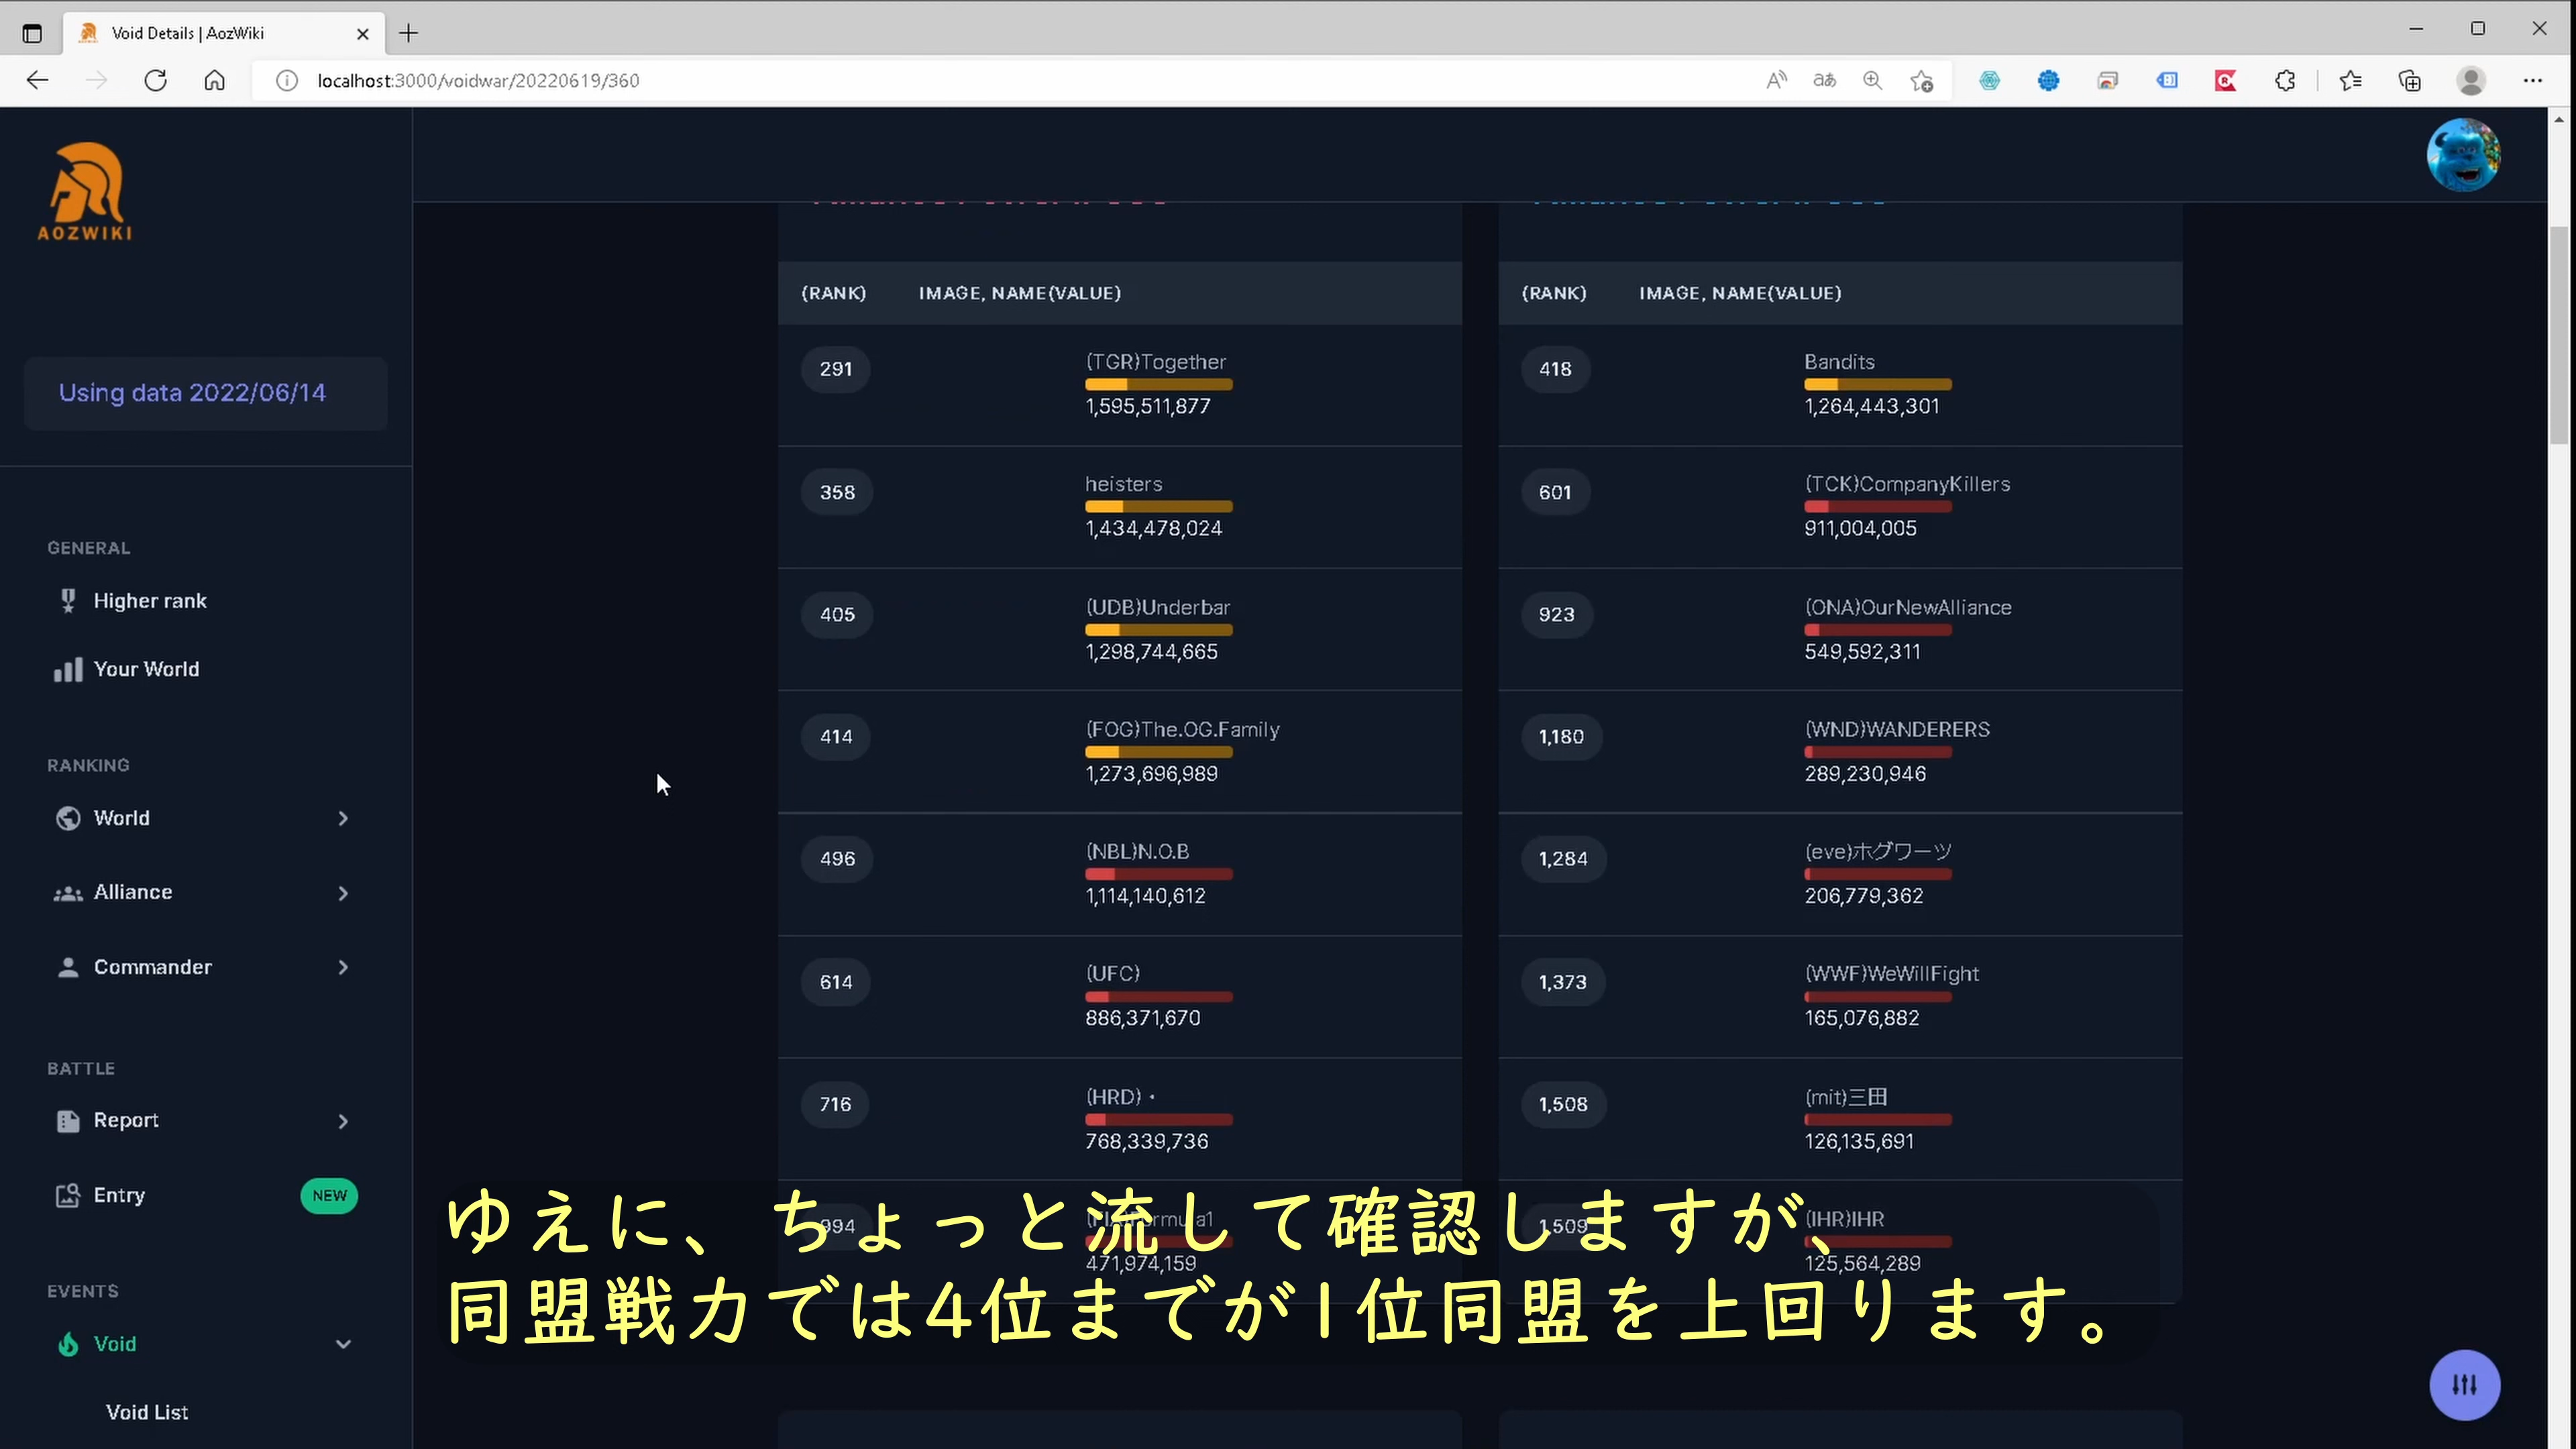 Void Details | AozWiki
localhost:3000/voidwar/20220619/360
AOZWIKI
Using data 2022/06/14
GENERAL
Higher rank
Your World
RANKING
World
Alliance
Commander
BATTLE
Report
Entry
NEW
EVENTS
Void
Void List
(RANK) IMAGE, NAME(VALUE)
291
(TGR)Together
1,595,511,877
358
heisters
1,434,478,024
405
(UDB)Underbar
1,298,744,665
414
(FOG)The.OG.Family
1,273,696,989
496
(NBL)N.O.B
1,114,140,612
614
(UFC)
886,371,670
716
(HRD)・
768,339,736
994
471,974,159
(RANK) IMAGE, NAME(VALUE)
418
Bandits
1,264,443,301
601
(TCK)CompanyKillers
911,004,005
923
(ONA)OurNewAlliance
549,592,311
1,180
(WND)WANDERERS
289,230,946
1,284
(eve)ホグワーツ
206,779,362
1,373
(WWF)WeWillFight
165,076,882
1,508
(mit)三田
126,135,691
1,509
(IHR)IHR
125,564,289
ゆえに、ちょっと流して確認しますが、
同盟戦力では4位までが1位同盟を上回ります。